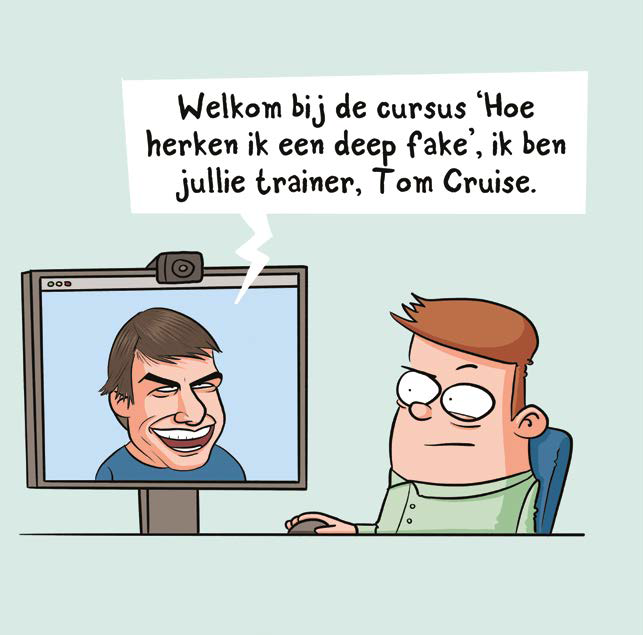 Welkom bij de cursus ‘Hoe
herken ik een deep fake’, ik ben
jullie trainer, Tom Cruise.